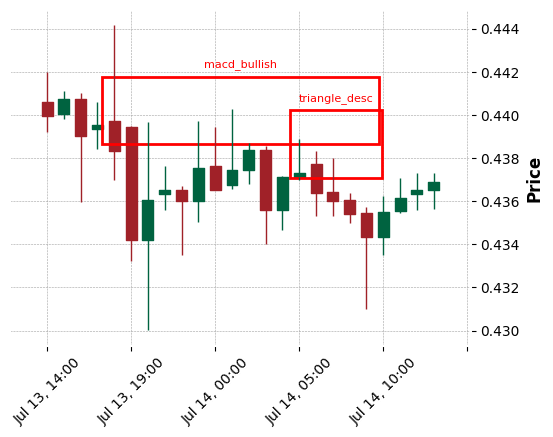 macd_bullish
triangle_desc
0.444
0.442
0.440
0.438
0.436
0.434
0.432
0.430
Price
Jul 13, 14:00
Jul 13, 19:00
Jul 14, 00:00
Jul 14, 05:00
Jul 14, 10:00